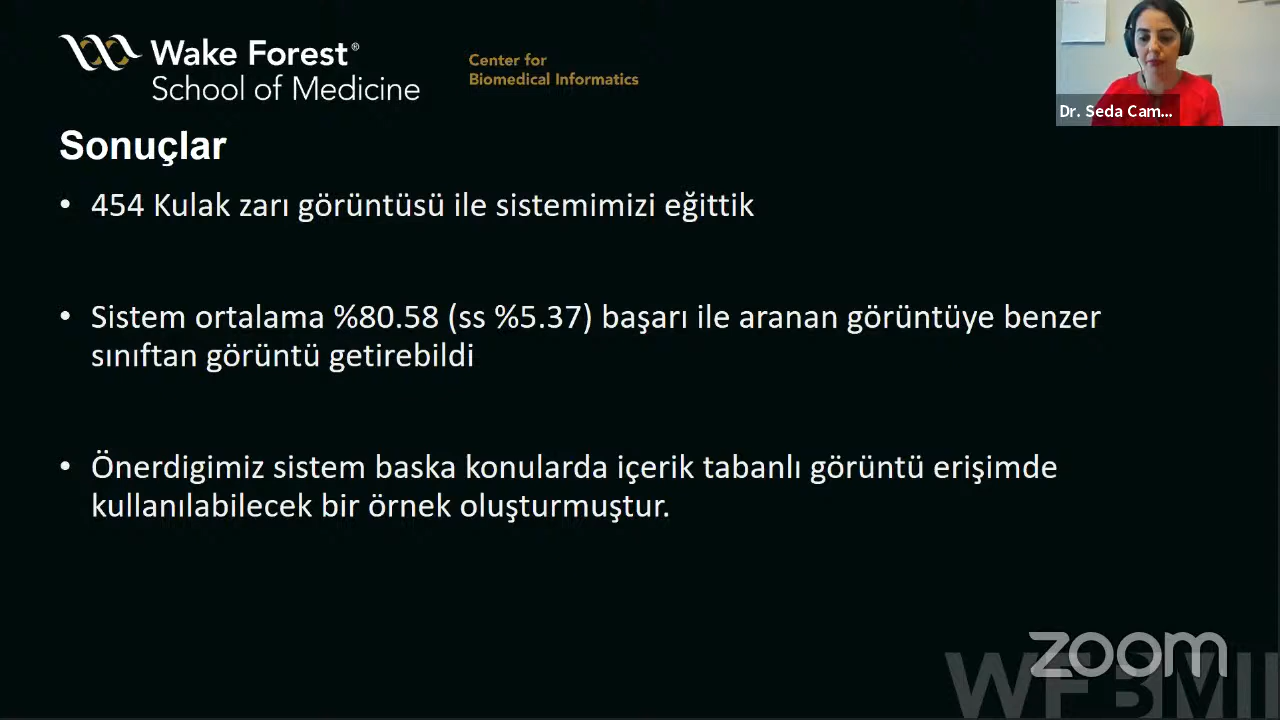 Wake Forest®
School of Medicine
Center for
Biomedical Informatics
Dr. Seda Cam...
Sonuçlar
• 454 Kulak zarı görüntüsü ile sistemimizi eğittik
• Sistem ortalama %80.58 (ss %5.37) başarı ile aranan görüntüye benzer
sınıftan görüntü getirebildi
• Önerdigimiz sistem baska konularda içerik tabanlı görüntü erişimde
kullanılabilecek bir örnek oluşturmuştur.
zoom
WFBMI